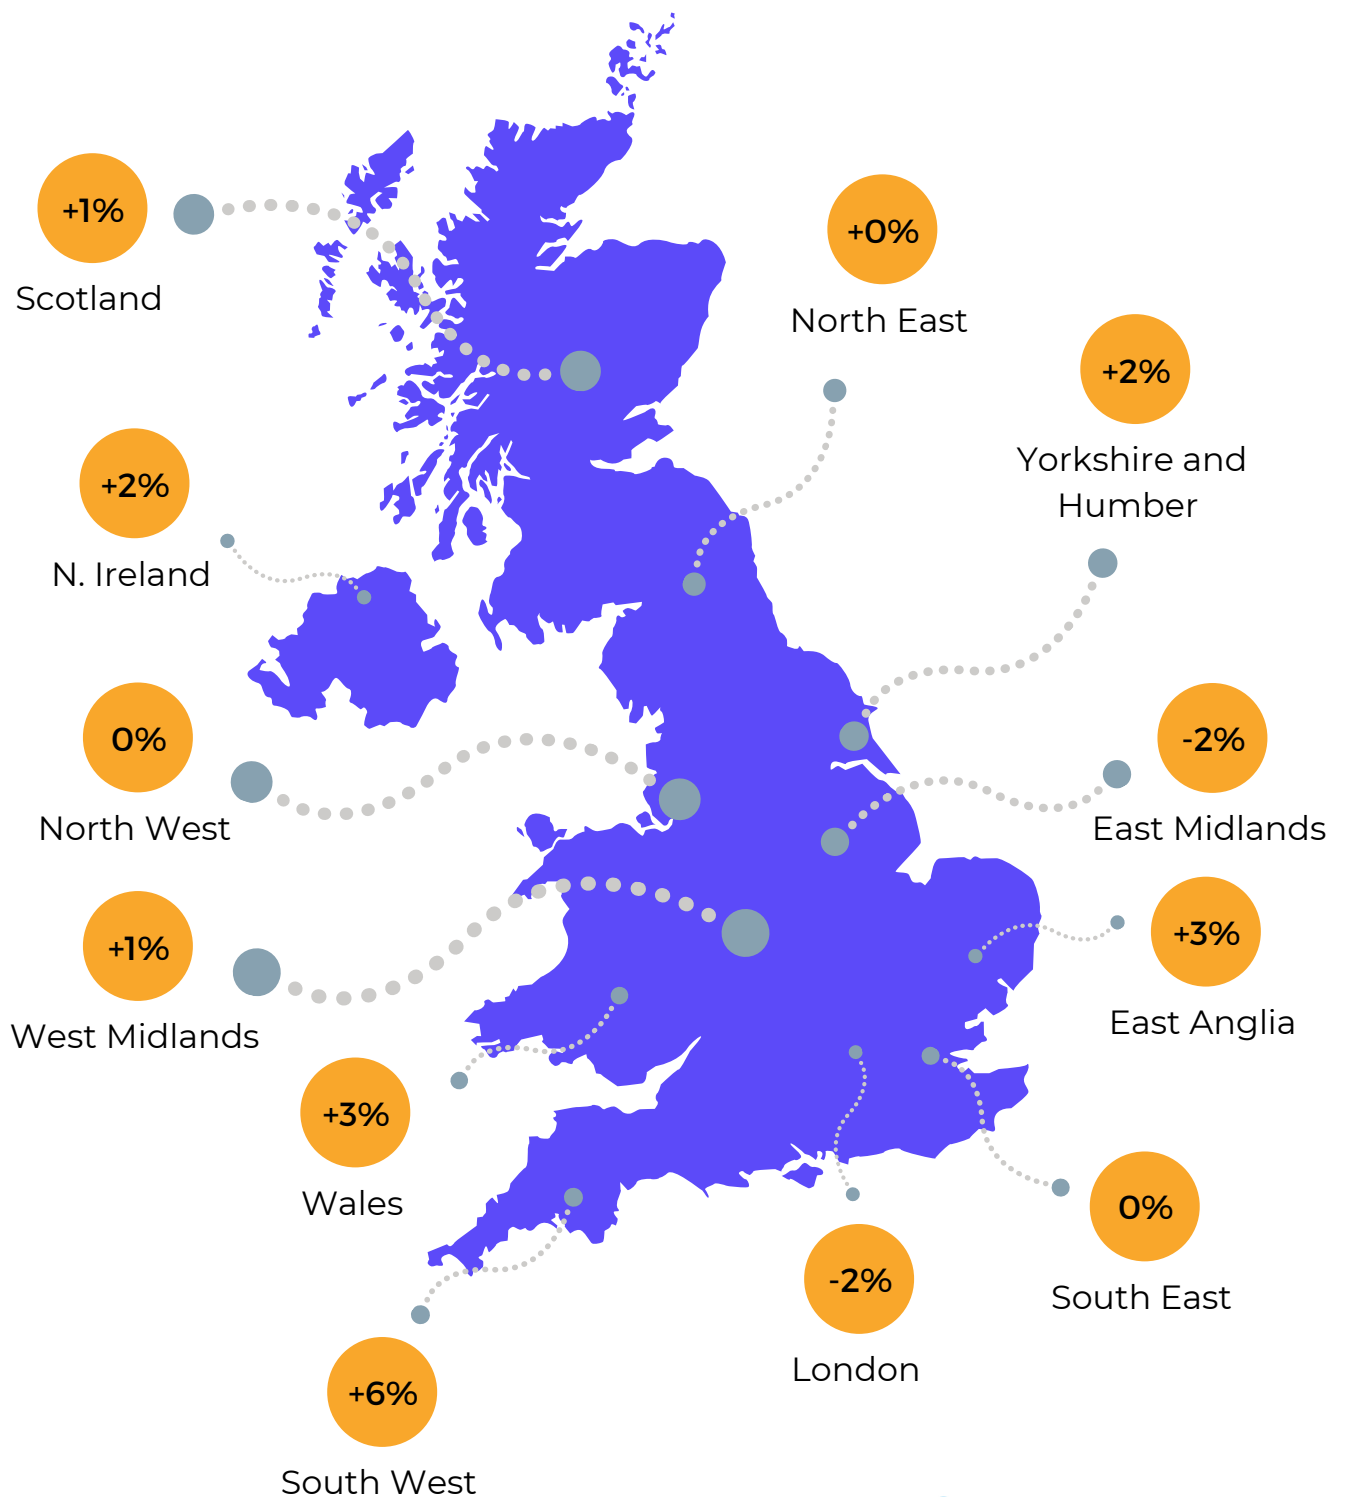 +1%
Scotland
+0%
North East
+2%
Yorkshire and
Humber
+2%
N. Ireland
0%
North West
-2%
East Midlands
+1%
West Midlands
+3%
East Anglia
+3%
Wales
0%
South East
-2%
London
+6%
South West